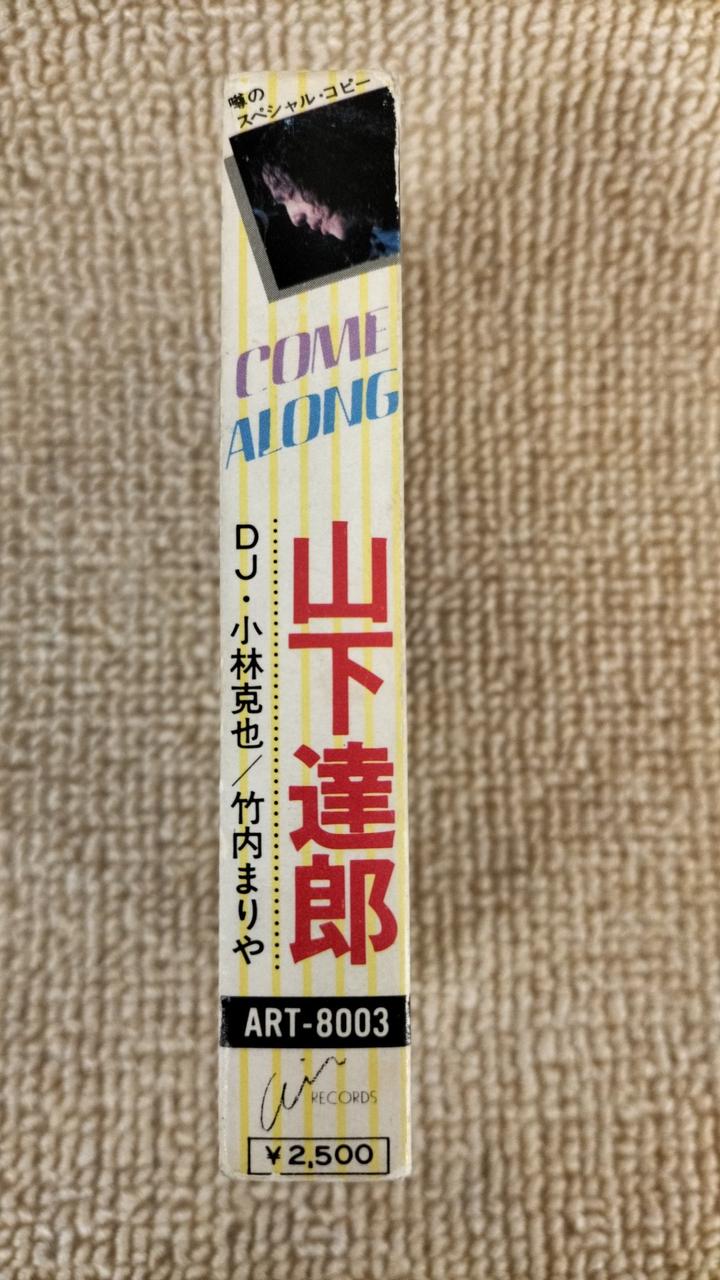 噂の
スペシャル・コピー
COME
ALONG
山下達郎
DJ・小林克也／竹内まりや
ART-8003
air RECORDS
¥2,500